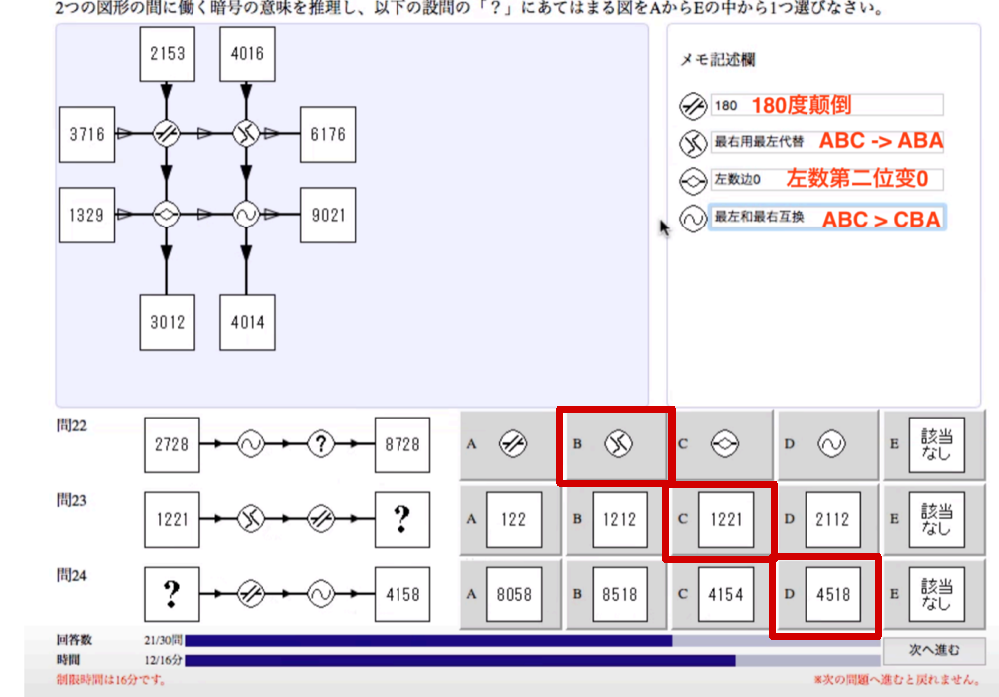 2つの図形の間に働く暗号の意味を推理し、以下の設問の「？」にあてはまる図をAからEの中から1つ選びなさい。
2153
4016
3716
6176
1329
9021
3012
4014
メモ記述欄
180 180度颠倒
最右用最左代替 ABC -> ABA
左数边0 左数第二位变0
最左和最右互换 ABC > CBA
問22
2728 ? 8728
A B C D E 該当なし
問23
1221 ?
A 122 B 1212 C 1221 D 2112 E 該当なし
問24
? 4158
A 8058 B 8518 C 4154 D 4518 E 該当なし
回答数 21/30問
時間 12/16分
次へ進む
制限時間は16分です。
※次の問題へ進むと戻れません。